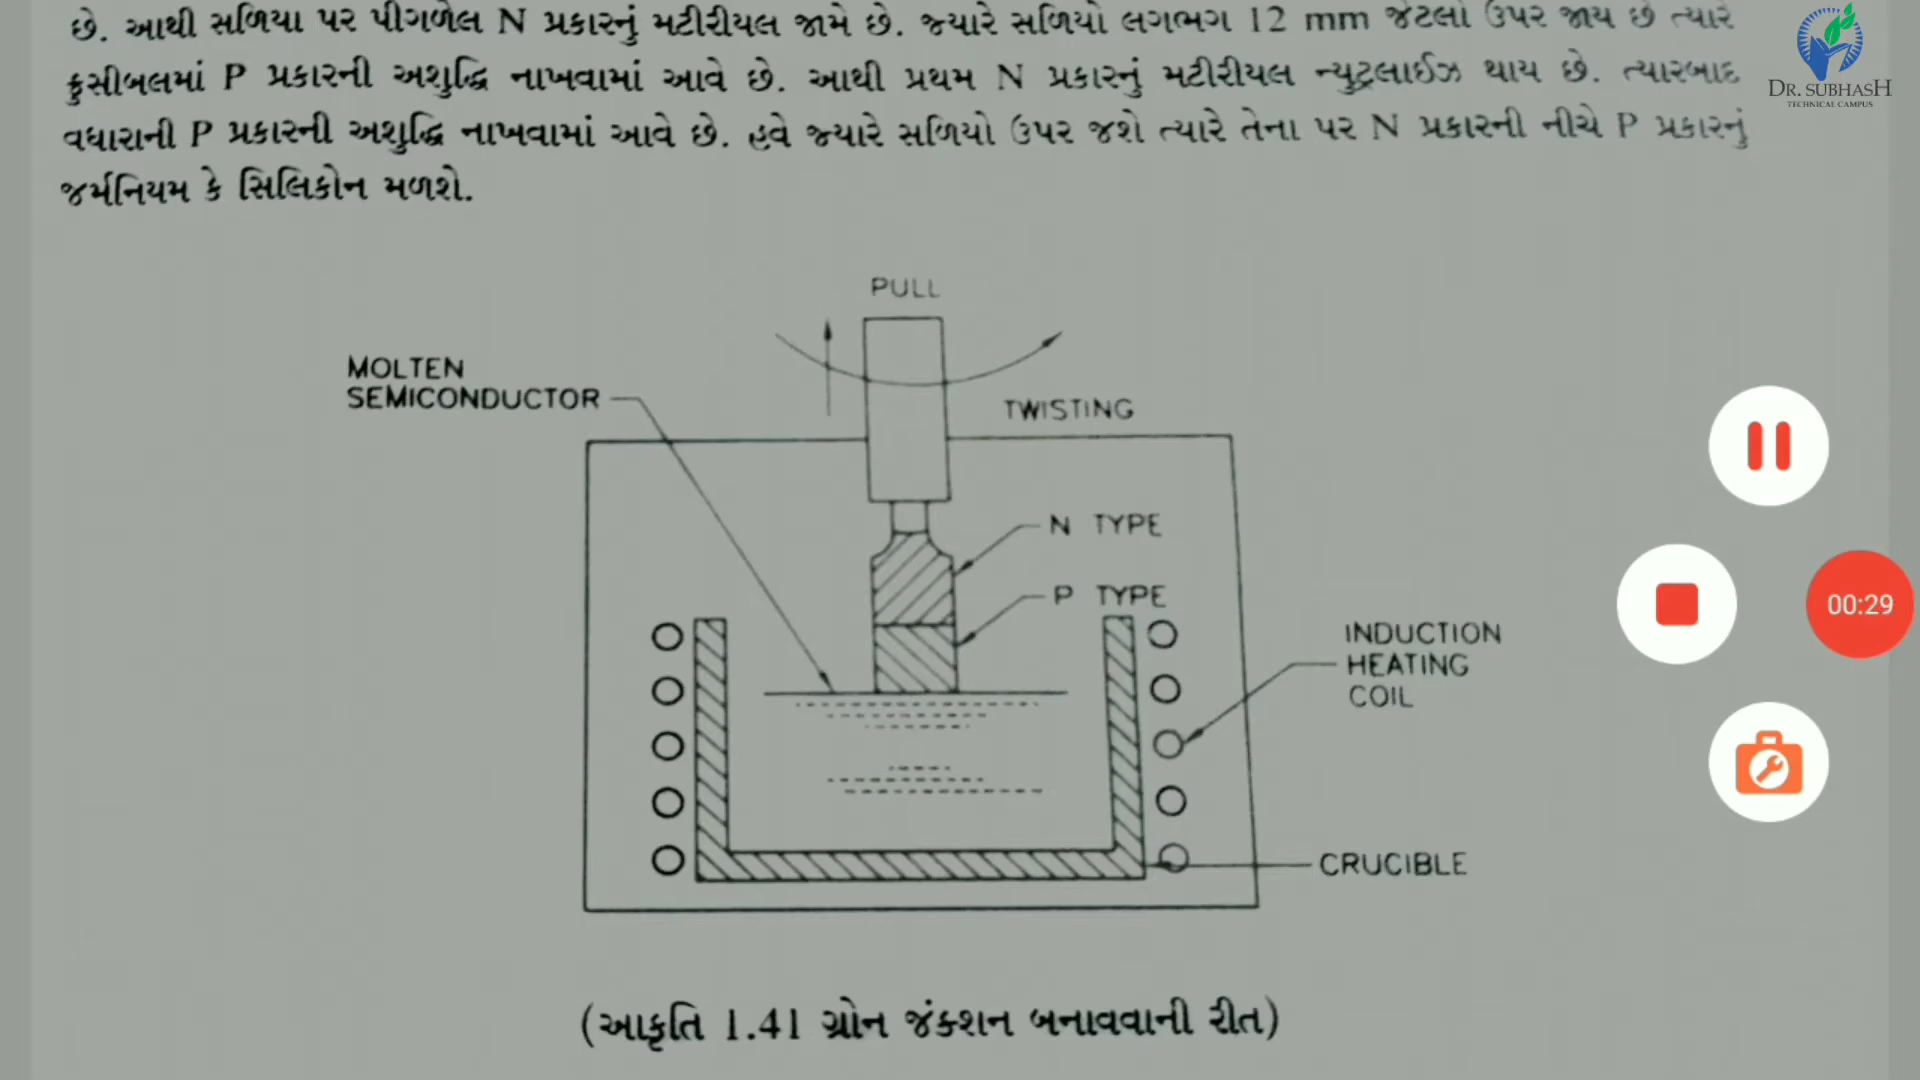 છે. આથી સળિયા પર પીગળેલ N પ્રકારનું મટીરીયલ જામે છે. જ્યારે સળિયો લગભગ 12 mm જેટલો ઉપર જાય છે ત્યારે
ક્રુસીબલમાં P પ્રકારની અશુદ્ધિ નાખવામાં આવે છે. આથી પ્રથમ N પ્રકારનું મટીરીયલ ન્યુટ્રલાઈઝ થાય છે. ત્યારબાદ
વધારાની P પ્રકારની અશુદ્ધિ નાખવામાં આવે છે. હવે જ્યારે સળિયો ઉપર જશે ત્યારે તેના પર N પ્રકારની નીચે P પ્રકારનું
જર્મનિયમ કે સિલિકોન મળશે.
DR. SUBHASH
TECHNICAL CAMPUS
PULL
MOLTEN
SEMICONDUCTOR
TWISTING
N TYPE
P TYPE
INDUCTION
HEATING
COIL
CRUCIBLE
00:29
(આકૃતિ 1.41 ગ્રોન જંક્શન બનાવવાની રીત)